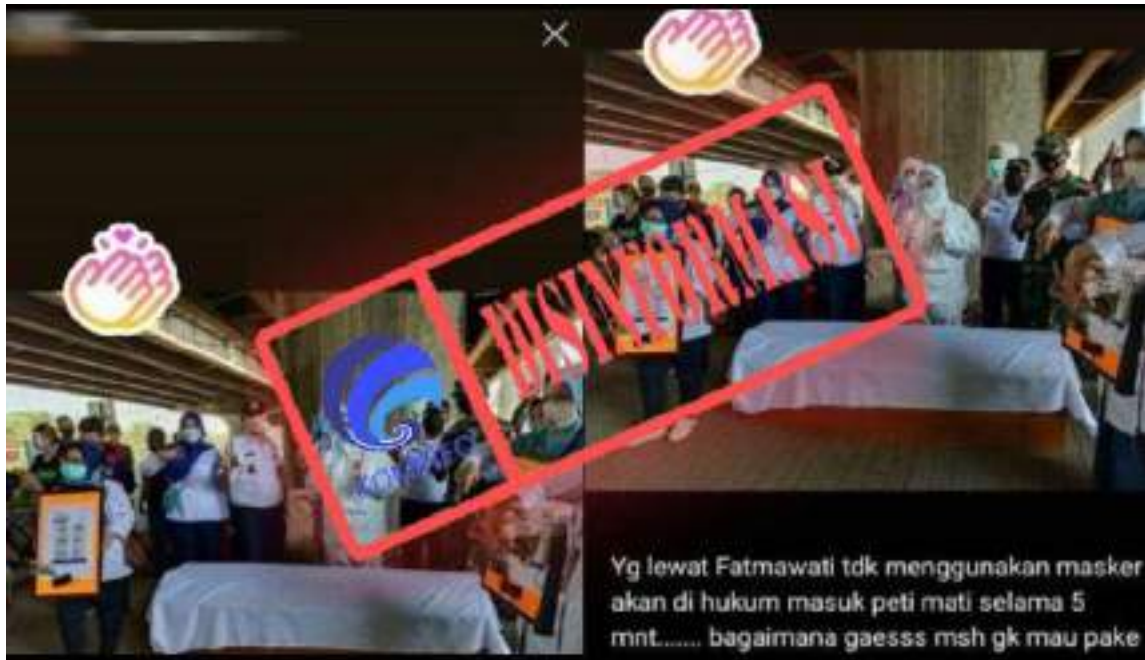 DISINFORMASI
KOMINFO
Yg lewat Fatmawati tdk menggunakan masker
akan di hukum masuk peti mati selama 5
mnt....... bagaimana gaesss msh gk mau pake